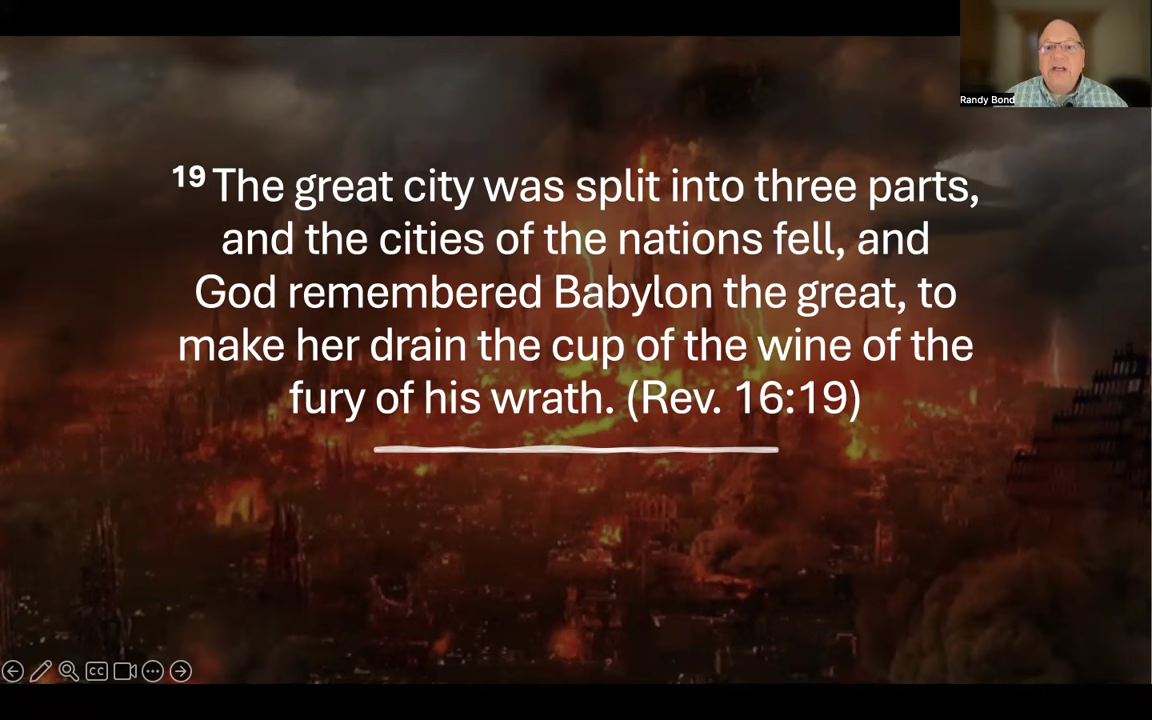 Randy Bond
19 The great city was split into three parts,
and the cities of the nations fell, and
God remembered Babylon the great, to
make her drain the cup of the wine of the
fury of his wrath. (Rev. 16:19)
CC